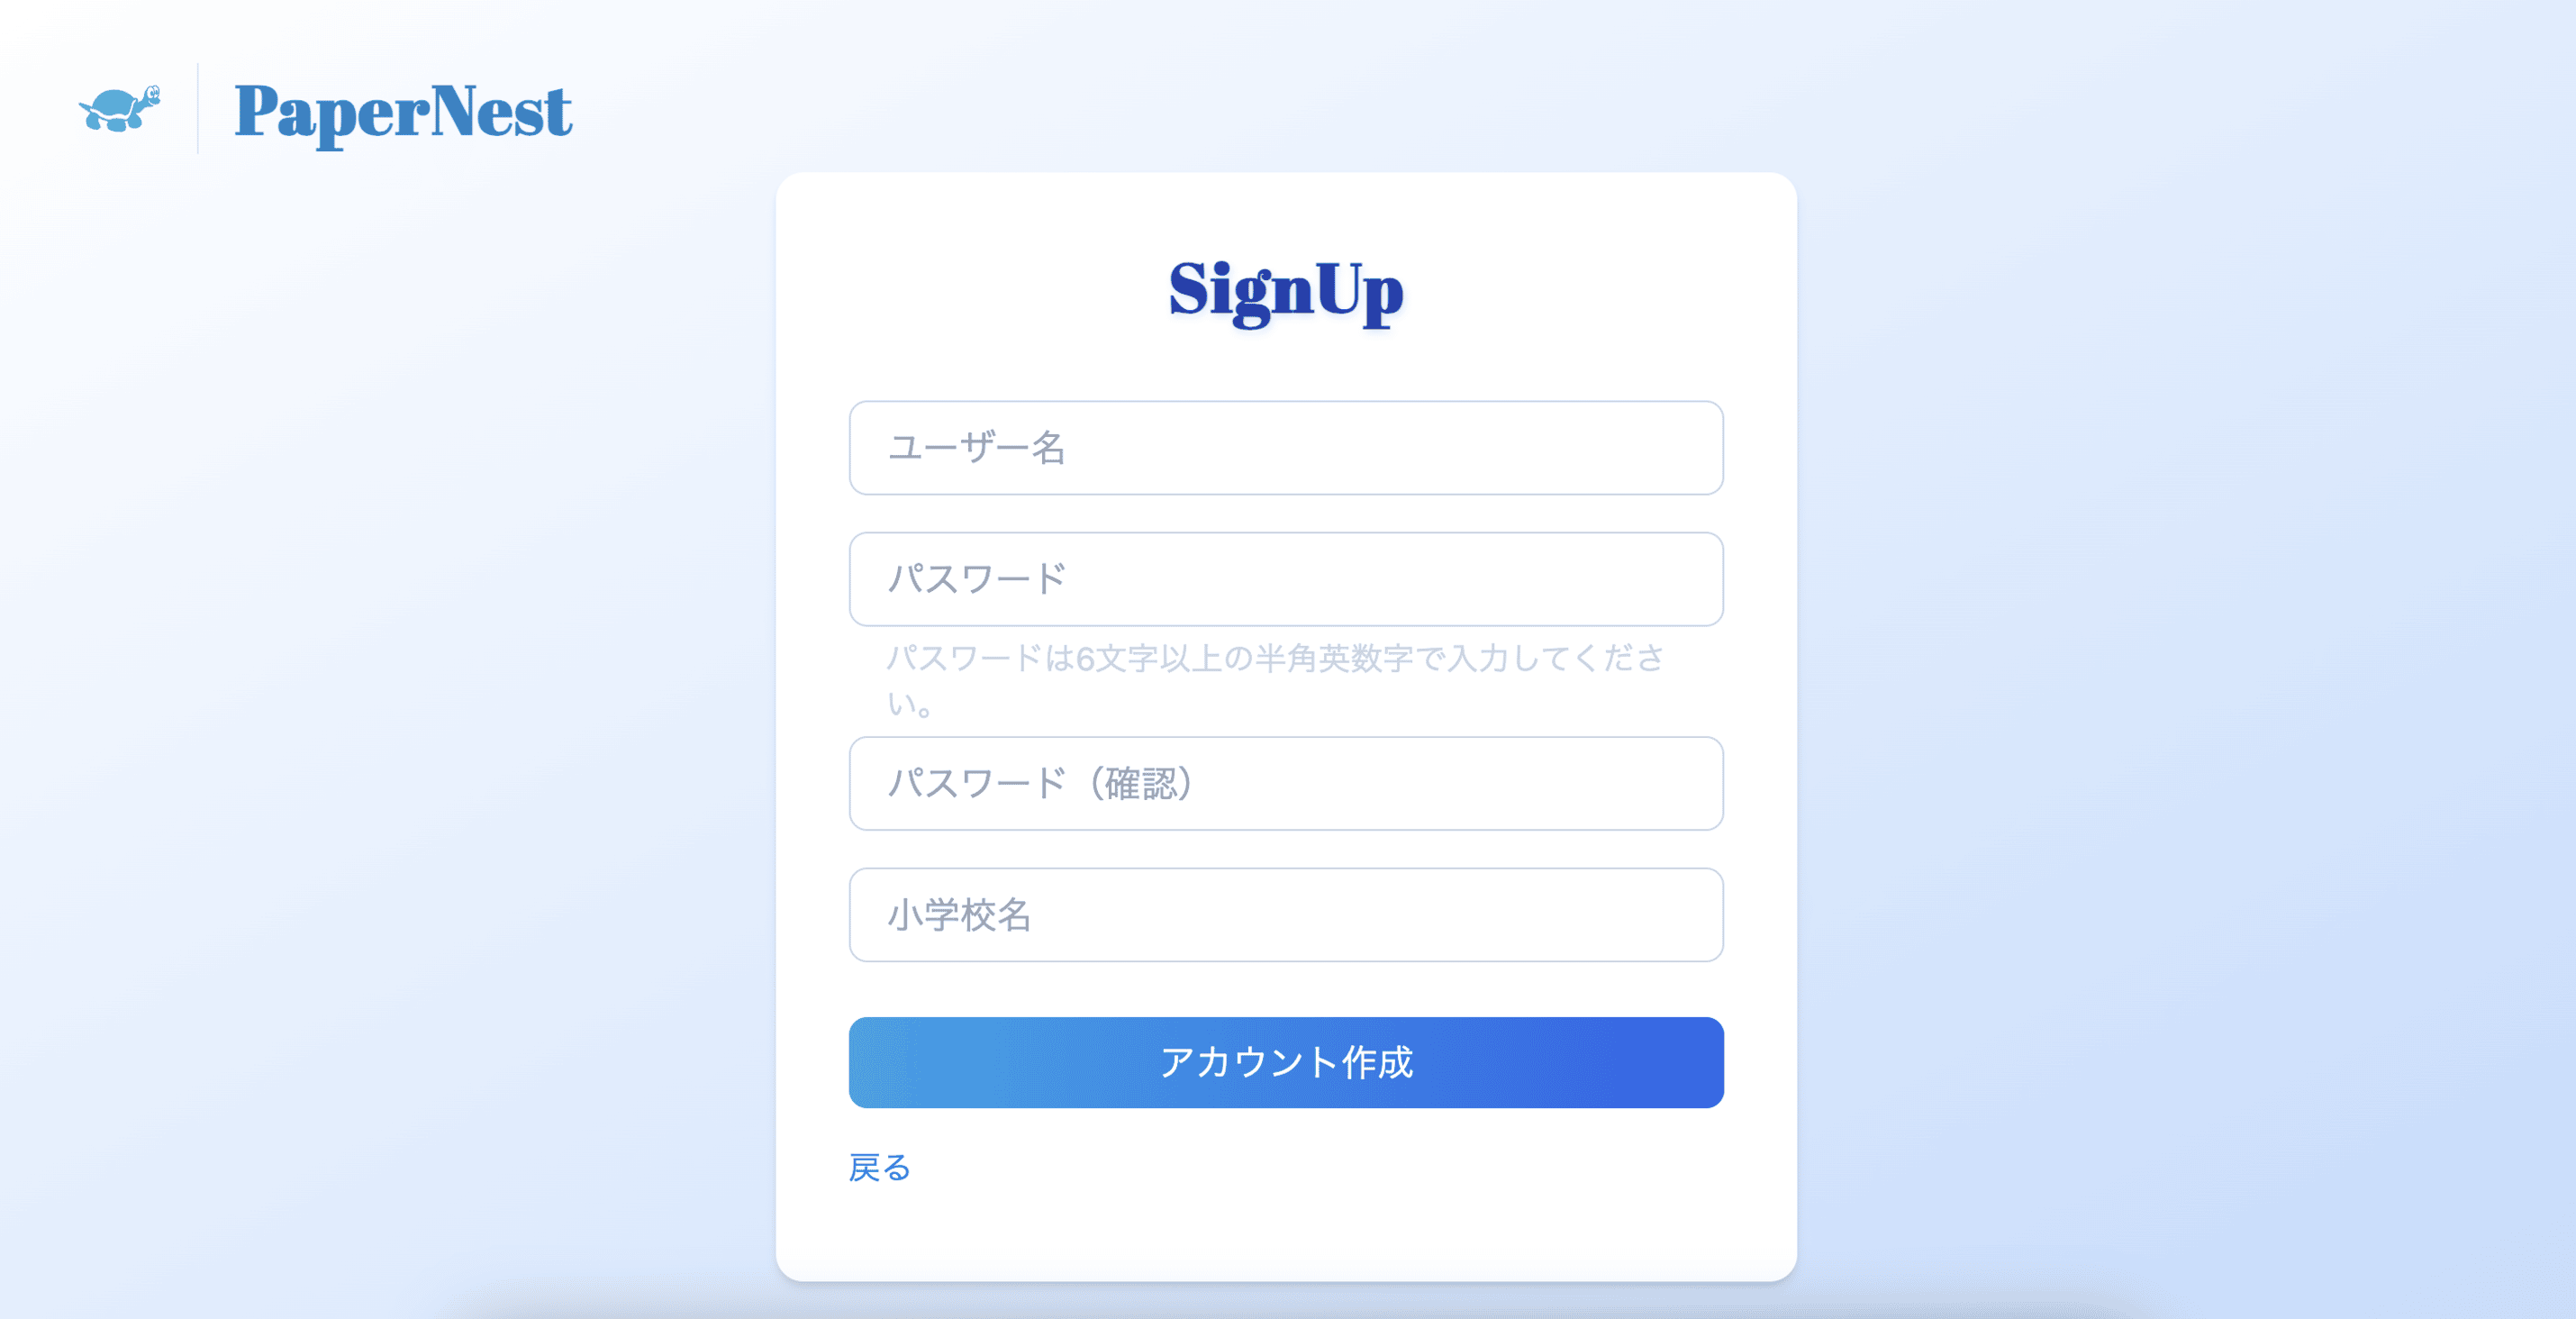 PaperNest
SignUp
ユーザー名
パスワード
パスワードは6文字以上の半角英数字で入力してくださ
い。
パスワード（確認）
小学校名
アカウント作成
戻る